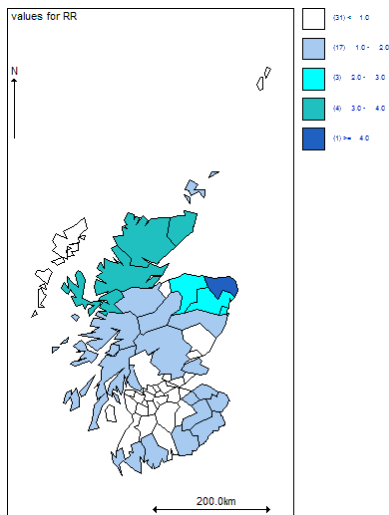 values for RR
(31) < 1.0
(17) 1.0 - 2.0
(3) 2.0 - 3.0
(4) 3.0 - 4.0
(1) >= 4.0
N
200.0km